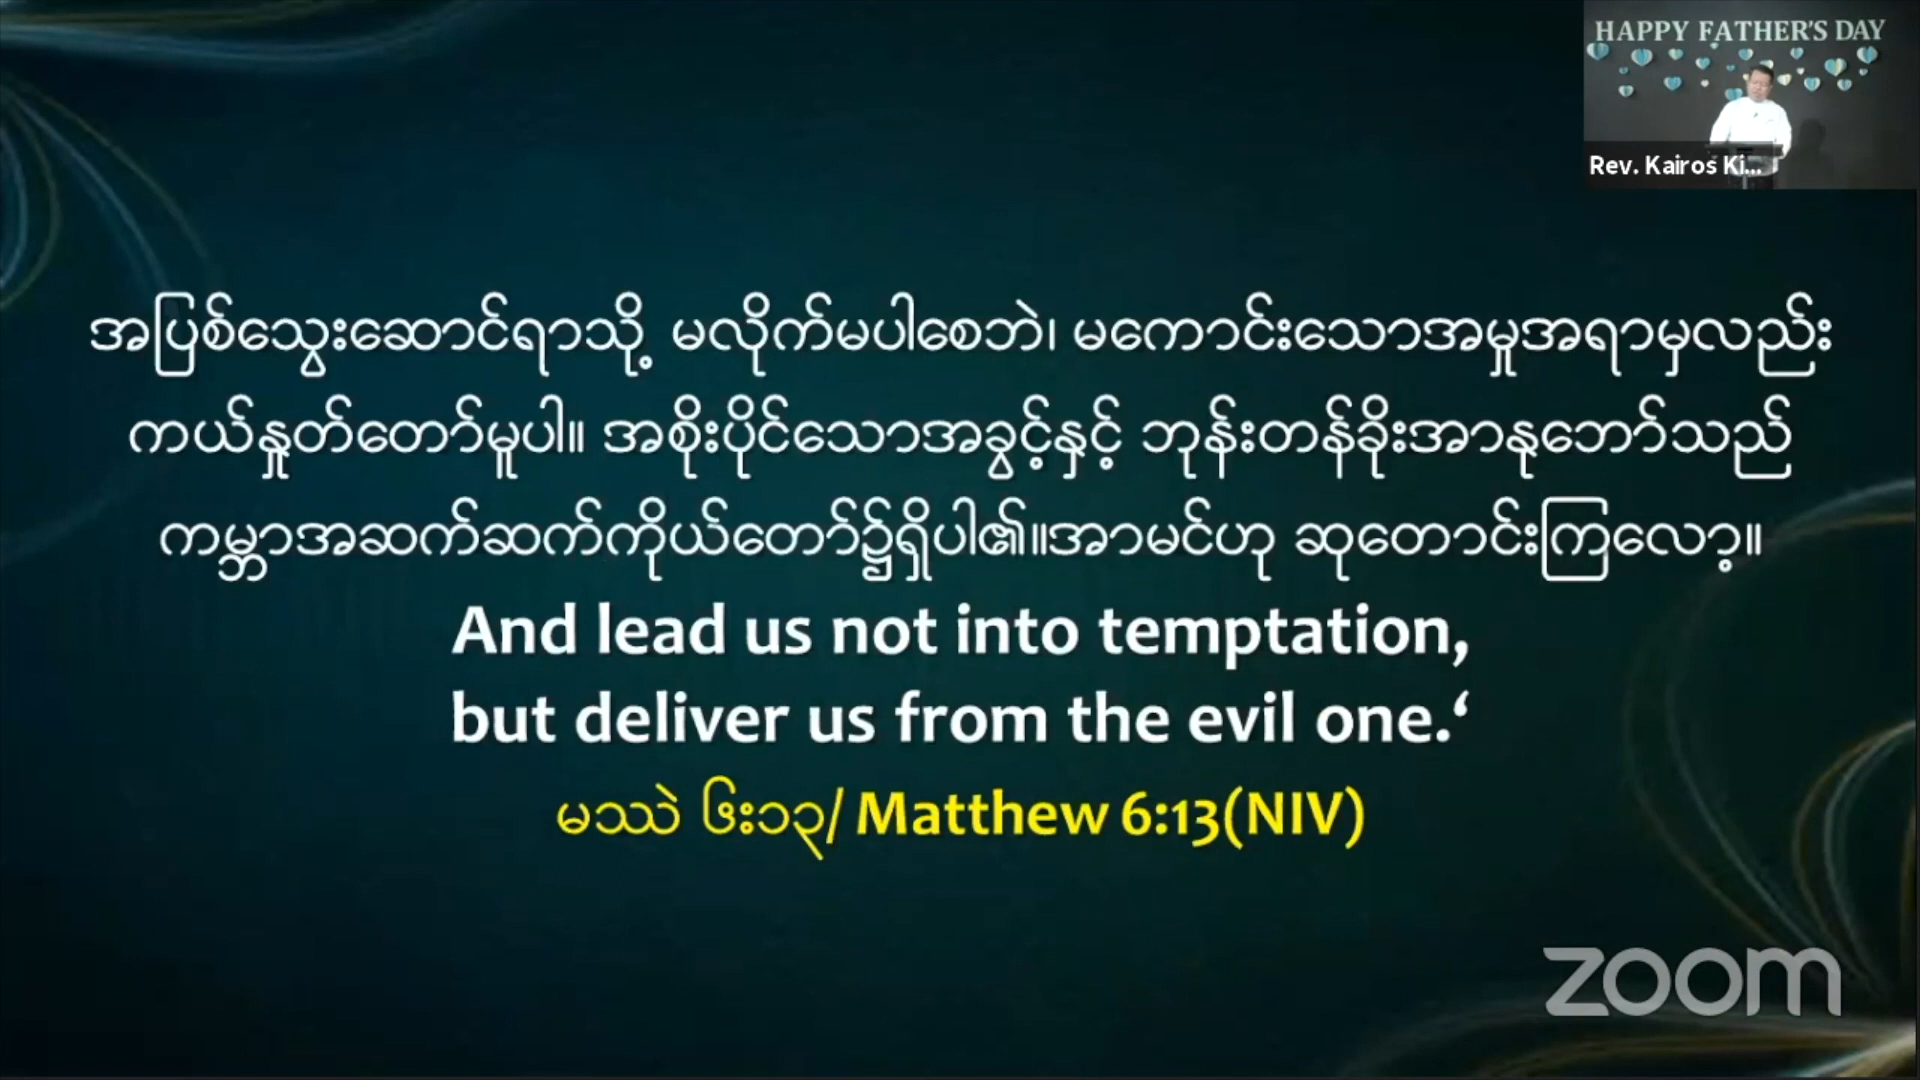 HAPPY FATHER'S DAY
Rev. Kairos Ki...
အပြစ်သွေးဆောင်ရာသို့ မလိုက်မပါစေဘဲ၊ မကောင်းသောအမှုအရာမှလည်း
ကယ်နှုတ်တော်မူပါ။ အစိုးပိုင်သောအခွင့်နှင့် ဘုန်းတန်ခိုးအာနုဘော်သည်
ကမ္ဘာအဆက်ဆက်ကိုယ်တော်၌ရှိပါ၏။အာမင်ဟု ဆုတောင်းကြလော့။
And lead us not into temptation,
but deliver us from the evil one.‘
မဿဲ ၆း၁၃/ Matthew 6:13(NIV)
zoom